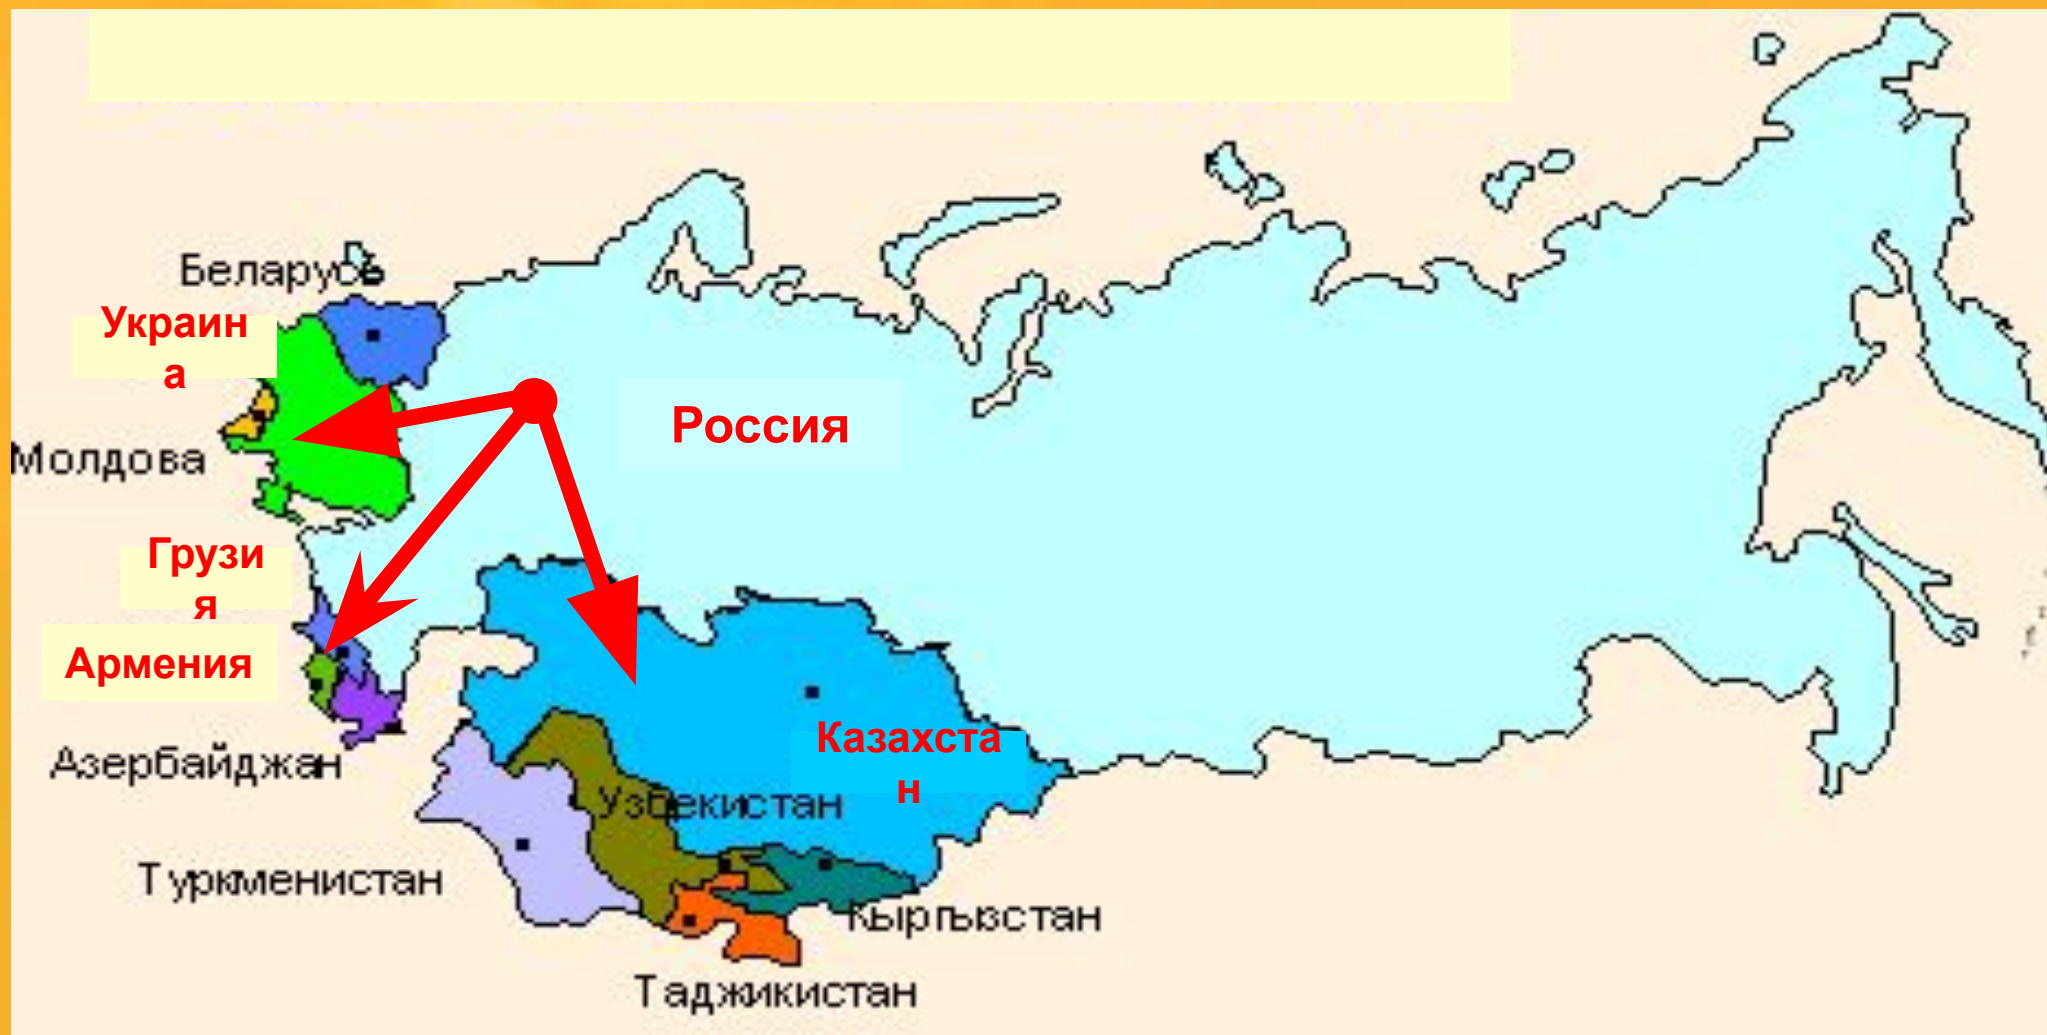 Беларусь
Украин
а
Россия
Молдова
Грузи
я
Армения
Казахста
н
Азербайджан
Узбекистан
Туркменистан
Кыргызстан
Таджикистан